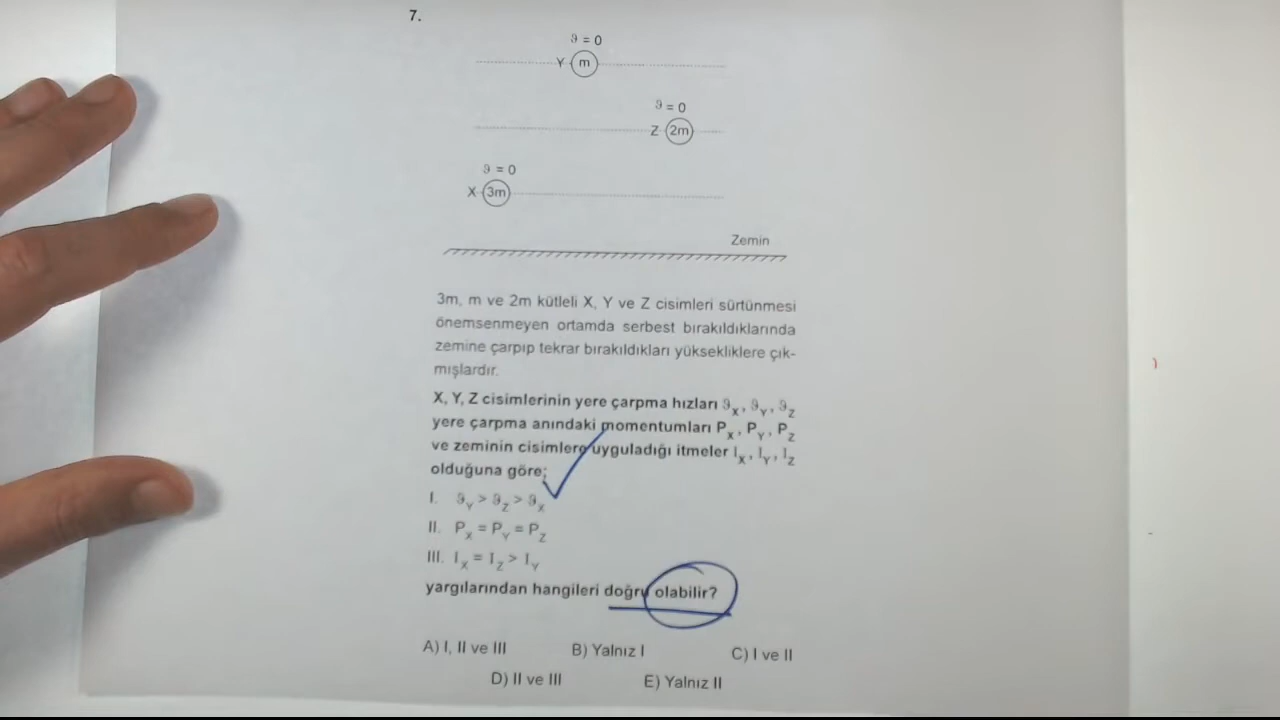 7.
ϑ = 0
Y m
ϑ = 0
Z 2m
ϑ = 0
X 3m
Zemin
3m, m ve 2m kütleli X, Y ve Z cisimleri sürtünmesi
önemsenmeyen ortamda serbest bırakıldıklarında
zemine çarpıp tekrar bırakıldıkları yüksekliklere çık-
mışlardır.
X, Y, Z cisimlerinin yere çarpma hızları ϑX, ϑY, ϑZ
yere çarpma anındaki momentumları PX, PY, PZ
ve zeminin cisimlere uyguladığı itmeler IX, IY, IZ
olduğuna göre;
I. ϑY > ϑZ > ϑX
II. PX = PY = PZ
III. IX = IZ > IY
yargılarından hangileri doğru olabilir?
A) I, II ve III B) Yalnız I C) I ve II
D) II ve III E) Yalnız II